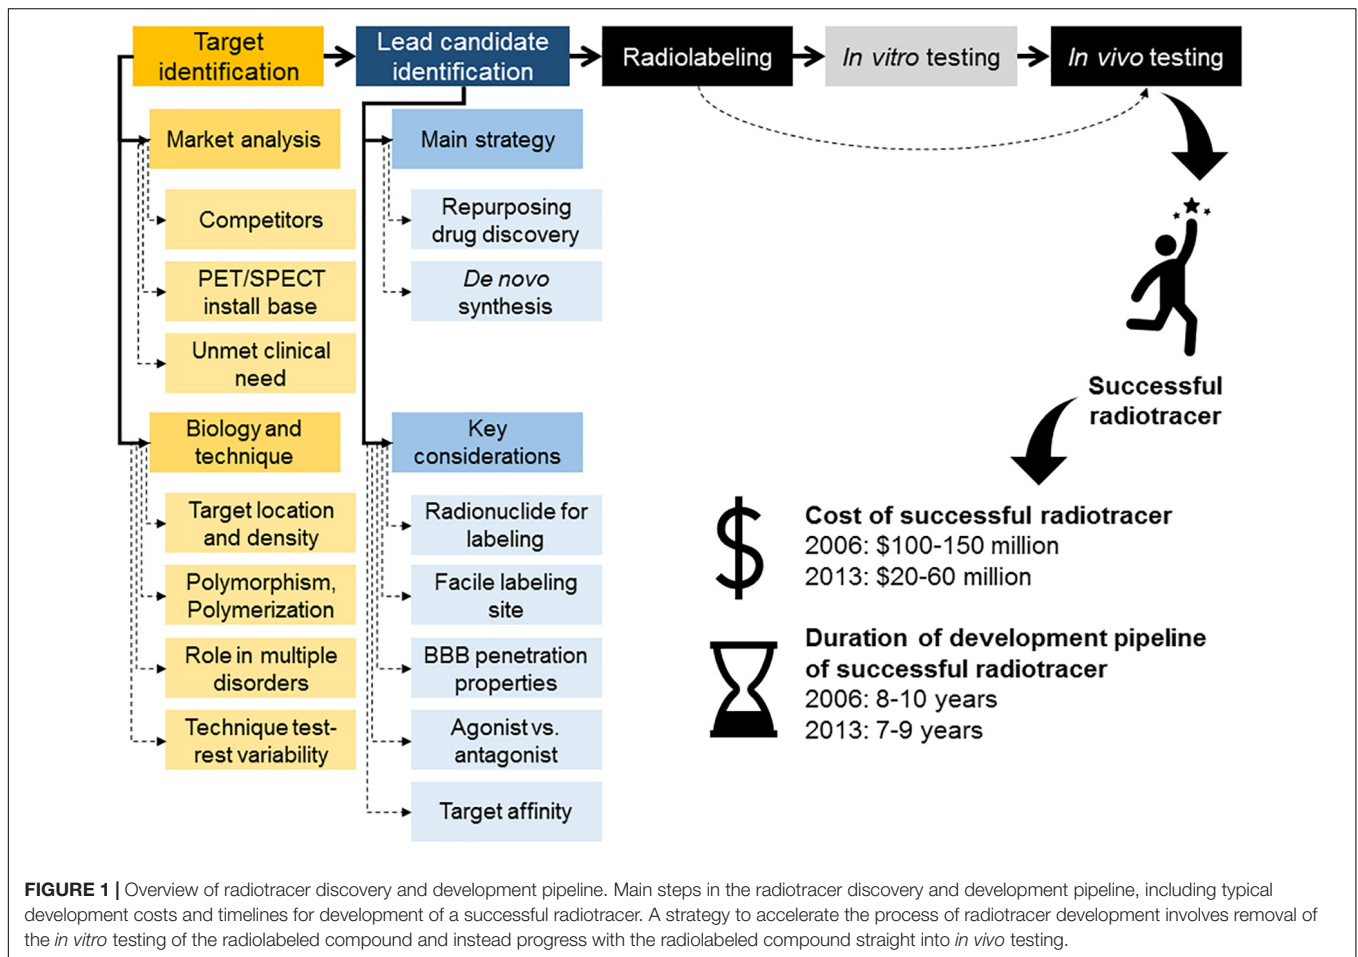 Target
identification
Lead candidate
identification
Radiolabeling
In vitro testing
In vivo testing
Market analysis
Competitors
PET/SPECT
install base
Unmet clinical
need
Biology and
technique
Target location
and density
Polymorphism,
Polymerization
Role in multiple
disorders
Technique test-
rest variability
Main strategy
Repurposing
drug discovery
De novo
synthesis
Key
considerations
Radionuclide for
labeling
Facile labeling
site
BBB penetration
properties
Agonist vs.
antagonist
Target affinity
Successful
radiotracer
$
Cost of successful radiotracer
2006: $100-150 million
2013: $20-60 million
Duration of development pipeline
of successful radiotracer
2006: 8-10 years
2013: 7-9 years
FIGURE 1 | Overview of radiotracer discovery and development pipeline. Main steps in the radiotracer discovery and development pipeline, including typical
development costs and timelines for development of a successful radiotracer. A strategy to accelerate the process of radiotracer development involves removal of
the in vitro testing of the radiolabeled compound and instead progress with the radiolabeled compound straight into in vivo testing.